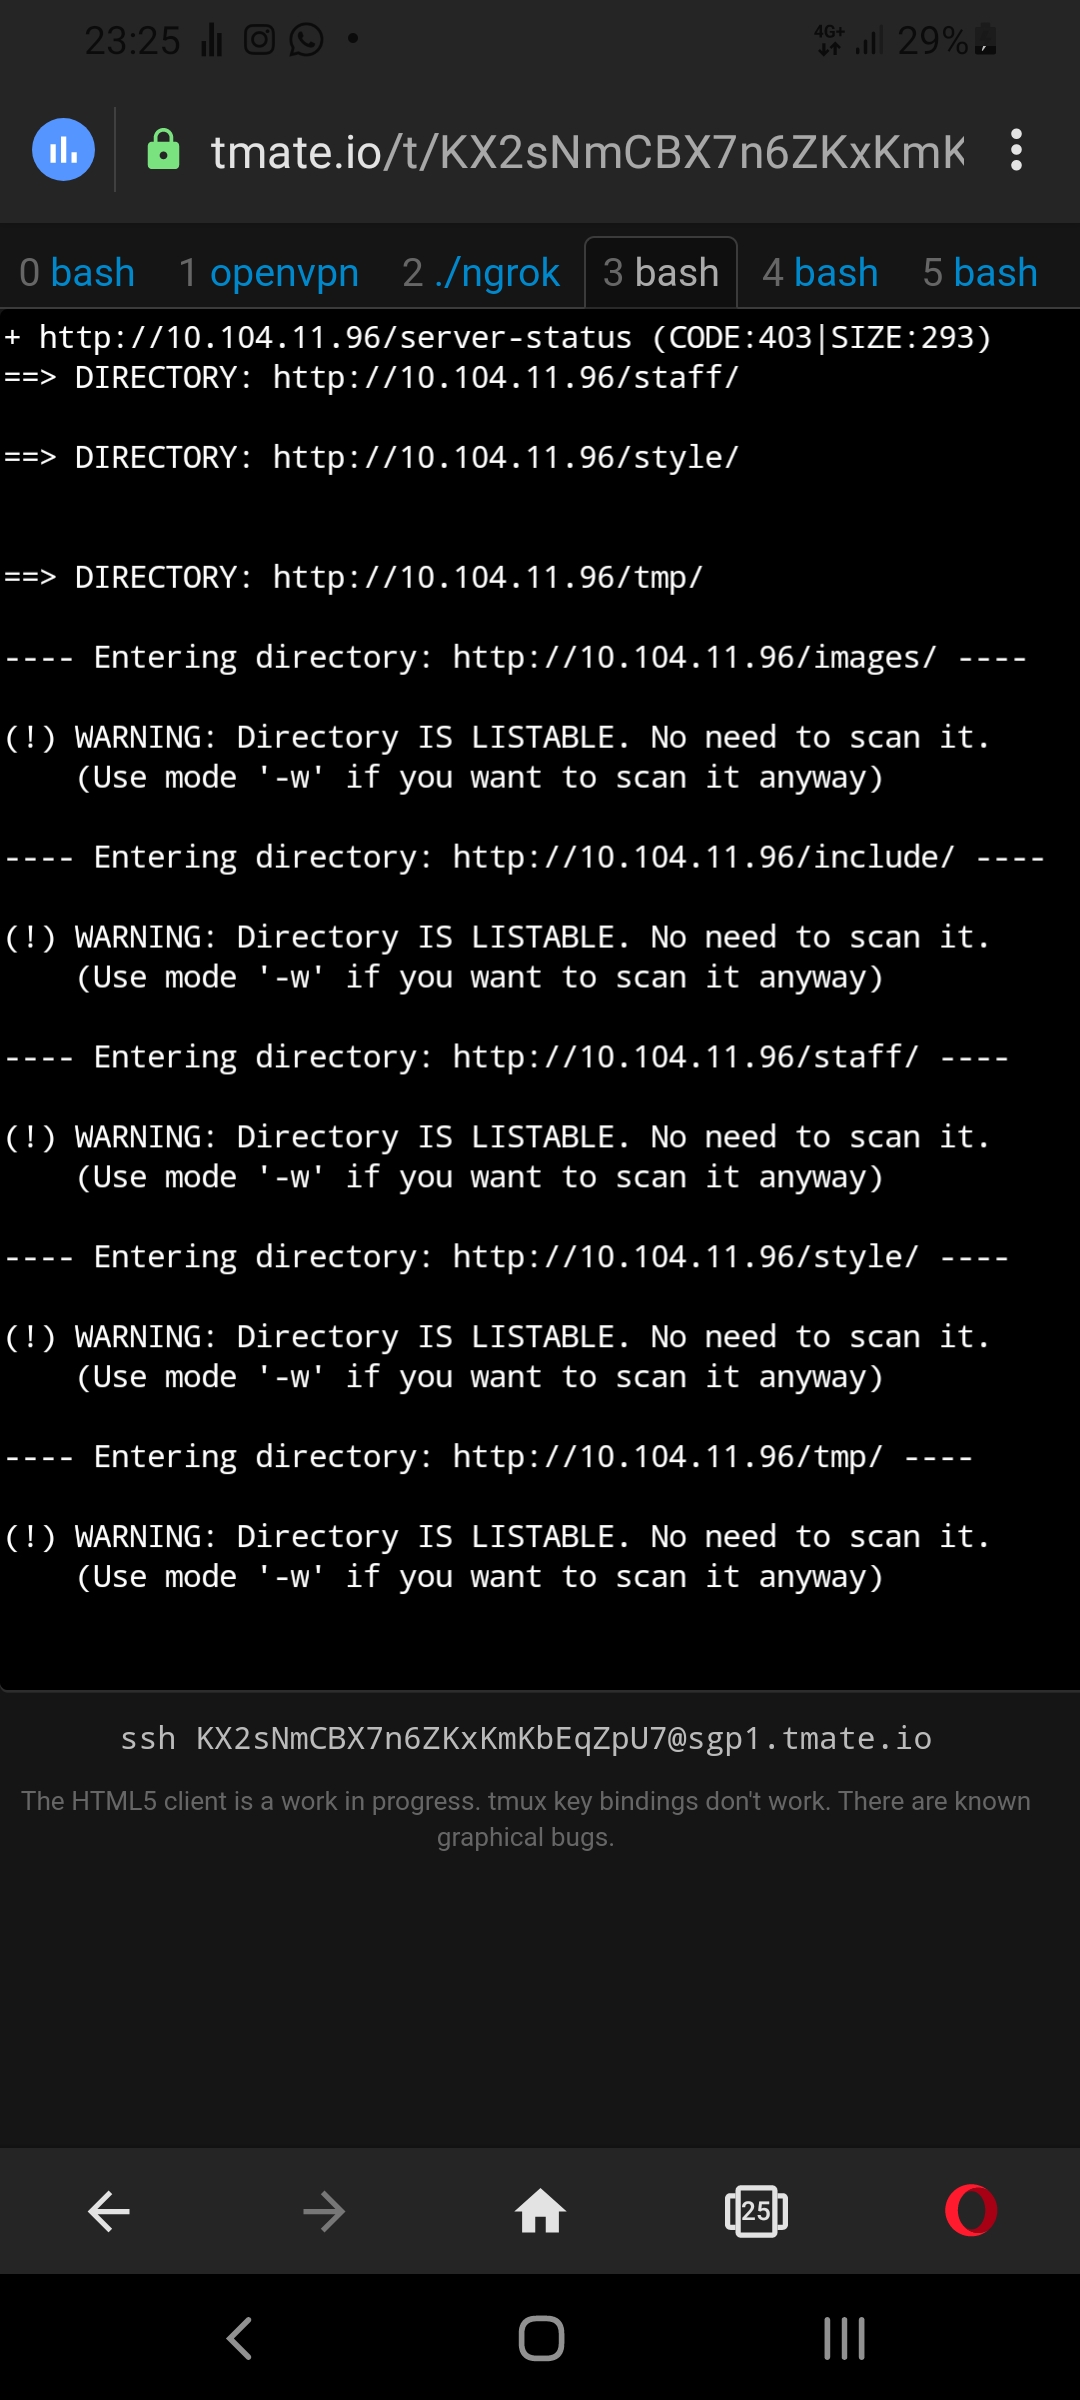 23:25 4G+ 29%
tmate.io/t/KX2sNmCBX7n6ZKxKmK
0 bash 1 openvpn 2 ./ngrok 3 bash 4 bash 5 bash
+ http://10.104.11.96/server-status (CODE:403|SIZE:293)
==> DIRECTORY: http://10.104.11.96/staff/
==> DIRECTORY: http://10.104.11.96/style/
==> DIRECTORY: http://10.104.11.96/tmp/
---- Entering directory: http://10.104.11.96/images/ ----
(!) WARNING: Directory IS LISTABLE. No need to scan it.
(Use mode '-w' if you want to scan it anyway)
---- Entering directory: http://10.104.11.96/include/ ----
(!) WARNING: Directory IS LISTABLE. No need to scan it.
(Use mode '-w' if you want to scan it anyway)
---- Entering directory: http://10.104.11.96/staff/ ----
(!) WARNING: Directory IS LISTABLE. No need to scan it.
(Use mode '-w' if you want to scan it anyway)
---- Entering directory: http://10.104.11.96/style/ ----
(!) WARNING: Directory IS LISTABLE. No need to scan it.
(Use mode '-w' if you want to scan it anyway)
---- Entering directory: http://10.104.11.96/tmp/ ----
(!) WARNING: Directory IS LISTABLE. No need to scan it.
(Use mode '-w' if you want to scan it anyway)
ssh KX2sNmCBX7n6ZKxKmKbEqZpU7@sgp1.tmate.io
The HTML5 client is a work in progress. tmux key bindings don't work. There are known
graphical bugs.
25